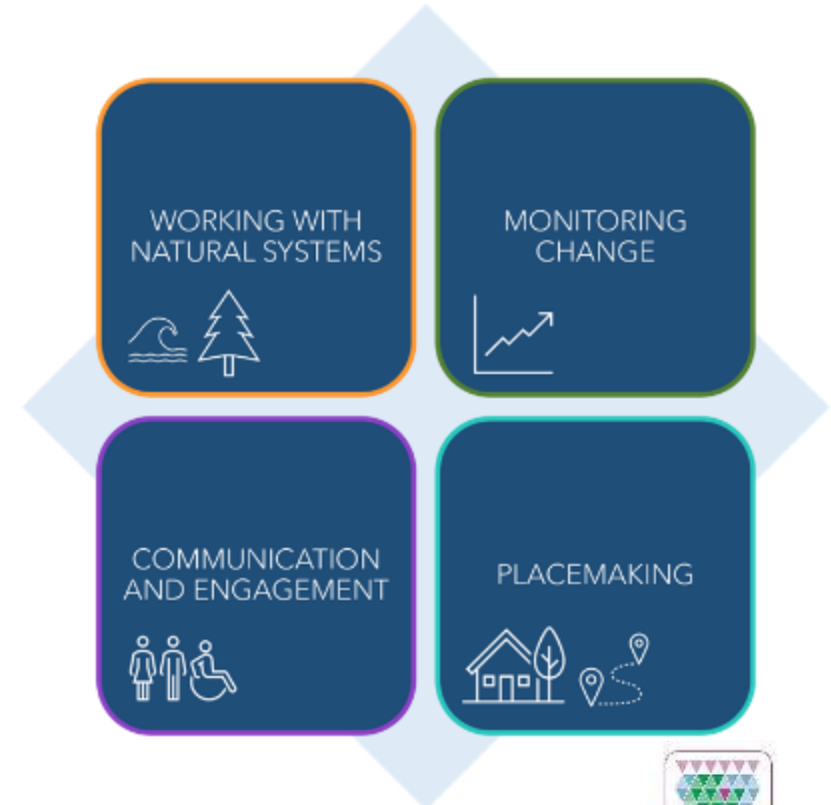 WORKING WITH
NATURAL SYSTEMS
MONITORING
CHANGE
COMMUNICATION
AND ENGAGEMENT
PLACEMAKING